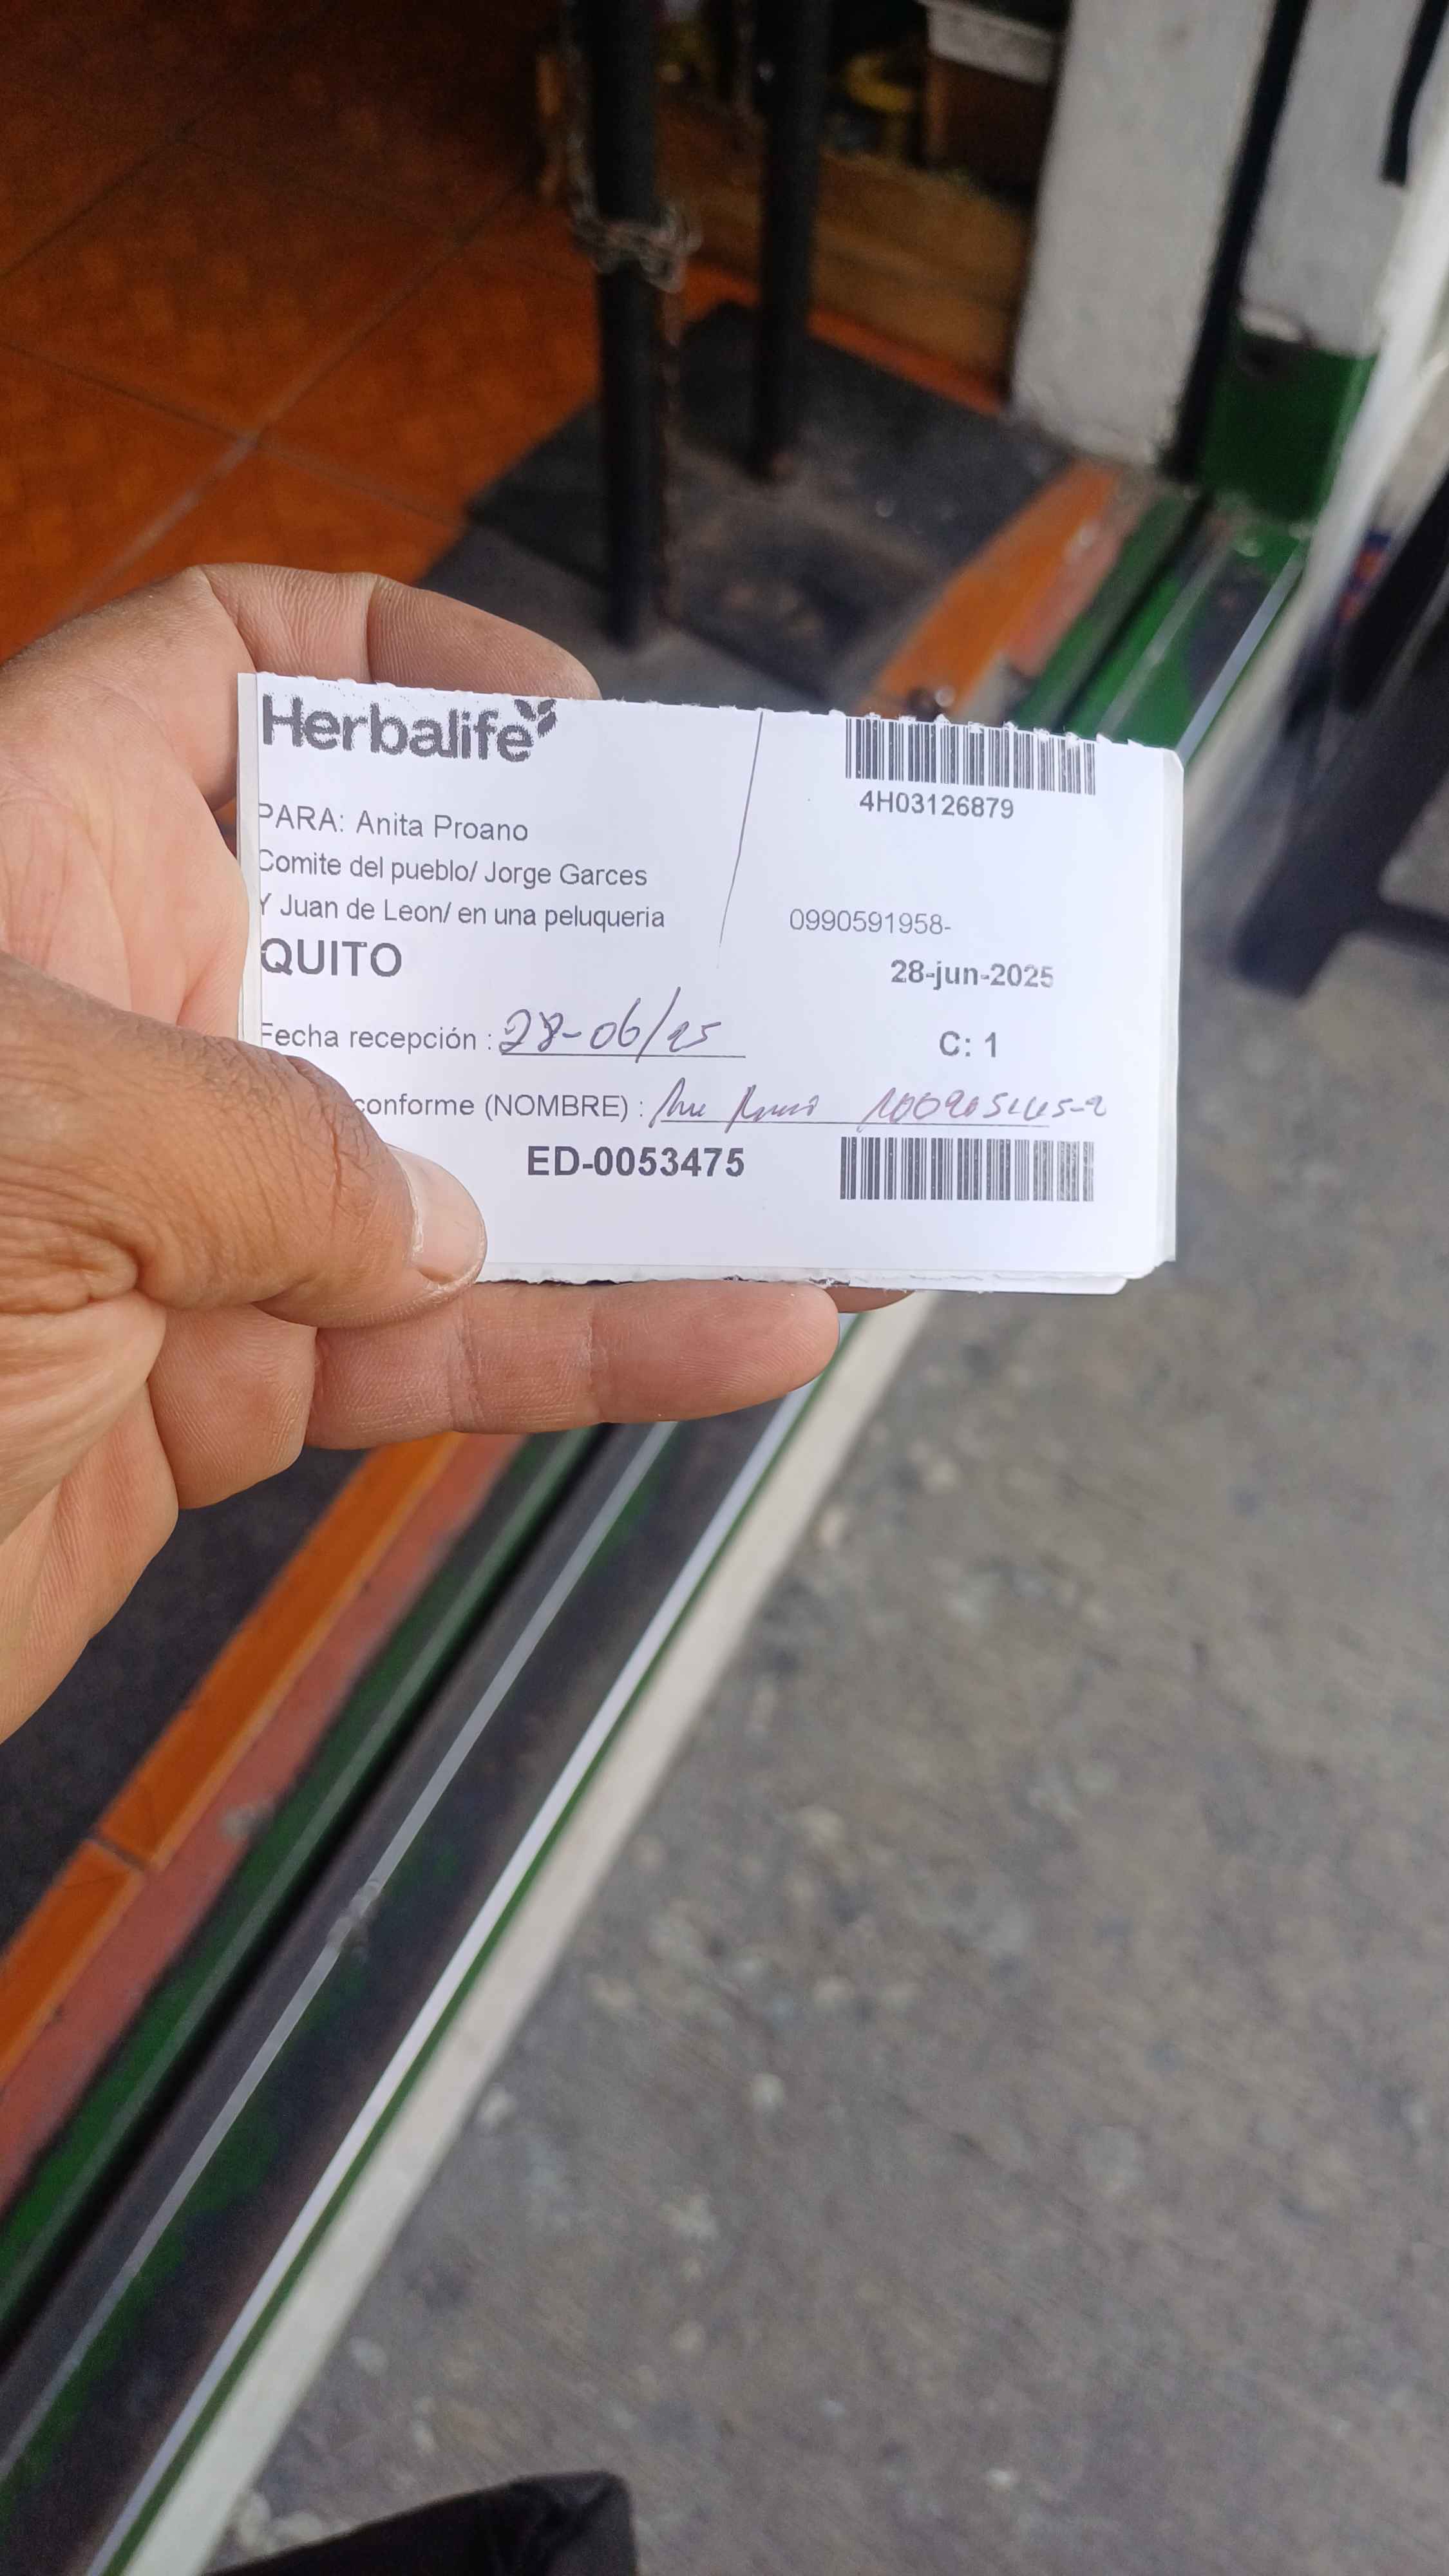 Herbalife
4H03126879
PARA: Anita Proano
Comite del pueblo/ Jorge Garces
Y Juan de Leon/ en una peluqueria
0990591958-
QUITO
28-jun-2025
Fecha recepción : 28-06/25
C: 1
conforme (NOMBRE) :
ED-0053475